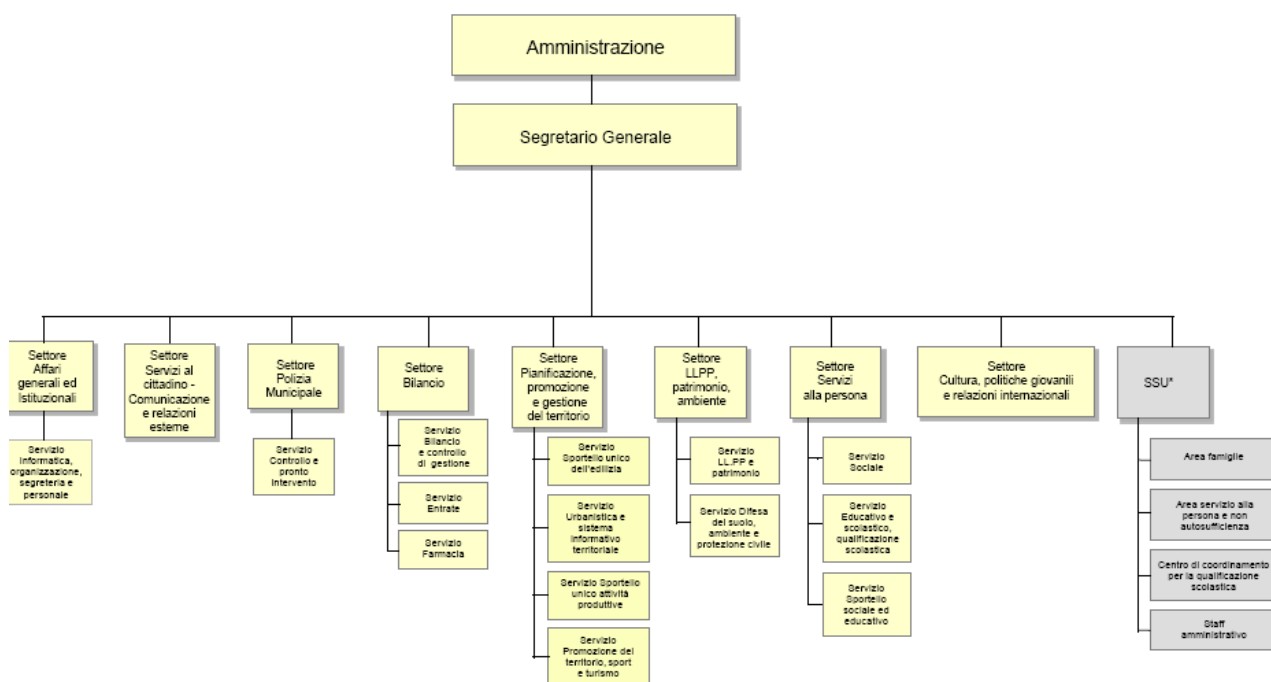 Amministrazione
Segretario Generale
Settore
Affari
generali ed
Istituzionali
Servizio
Informatica,
organizzazione,
segreteria e
personale
Settore
Servizi al
cittadino -
Comunicazione
e relazioni
esterne
Settore
Polizia
Municipale
Servizio
Controllo e
pronto
Intervento
Settore
Bilancio
Servizio
Bilancio
e controllo
di gestione
Servizio
Entrate
Servizio
Farmacia
Settore
Pianificazione,
promozione
e gestione
del territorio
Servizio
Sportello unico
dell'edilizia
Servizio
Urbanistica e
sistema
informativo
territoriale
Servizio Sportello
unico attività
produttive
Servizio
Promozione del
territorio, sport
e turismo
Settore
LLPP,
patrimonio,
ambiente
Servizio
LL.PP e
patrimonio
Servizio Difesa
del suolo,
ambiente e
protezione civile
Settore
Servizi
alla persona
Servizio
Sociale
Servizio
Educativo e
scolastico,
qualificazione
scolastica
Servizio
Sportello
sociale ed
educativo
Settore
Cultura, politiche giovanili
e relazioni internazionali
SSU*
Area famiglie
Area servizio alla
persona e non
autosufficienza
Centro di coordinamento
per la qualificazione
scolastica
Staff
amministrativo